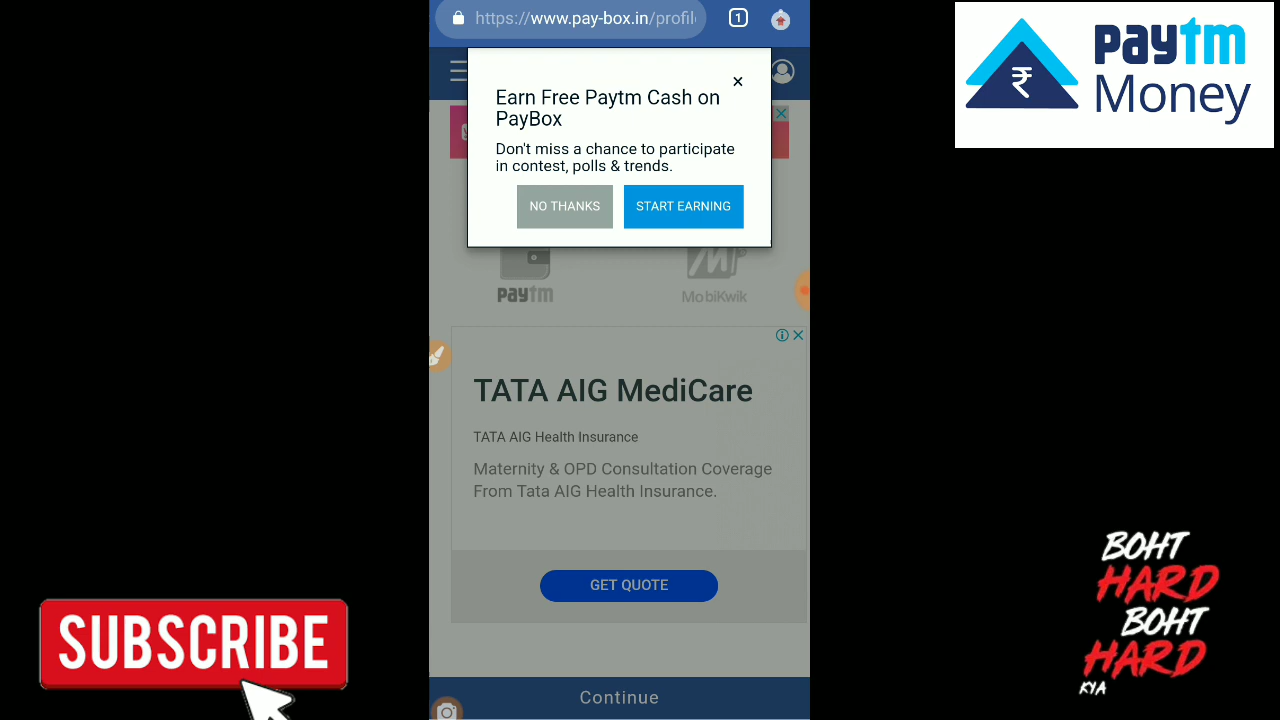 https://www.pay-box.in/profil
1
Earn Free Paytm Cash on
PayBox
Don't miss a chance to participate
in contest, polls & trends.
NO THANKS
START EARNING
paytm
MobiKwik
TATA AIG MediCare
TATA AIG Health Insurance
Maternity & OPD Consultation Coverage
From Tata AIG Health Insurance.
GET QUOTE
Continue
paytm
Money
₹
SUBSCRIBE
BOHT
HARD
BOHT
HARD
KYA